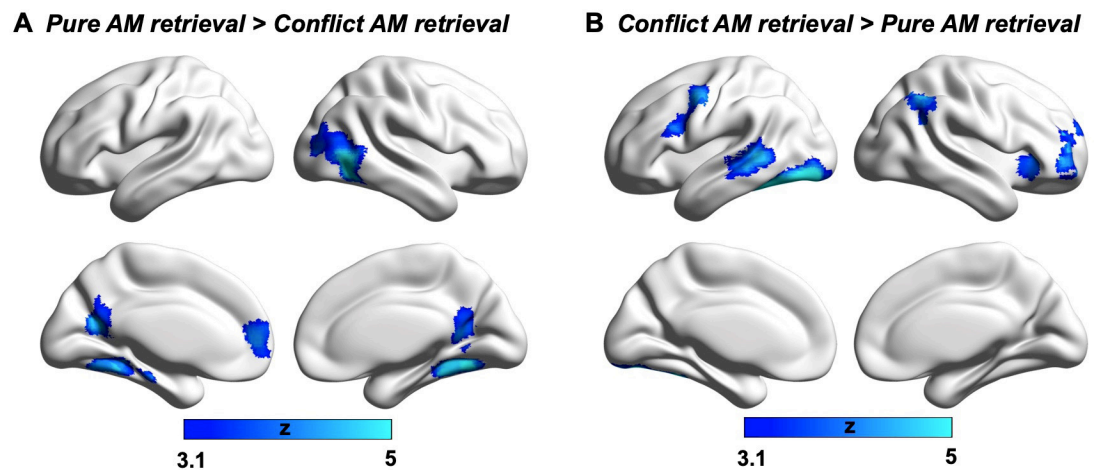 A Pure AM retrieval > Conflict AM retrieval
B Conflict AM retrieval > Pure AM retrieval
z
3.1 5
z
3.1 5